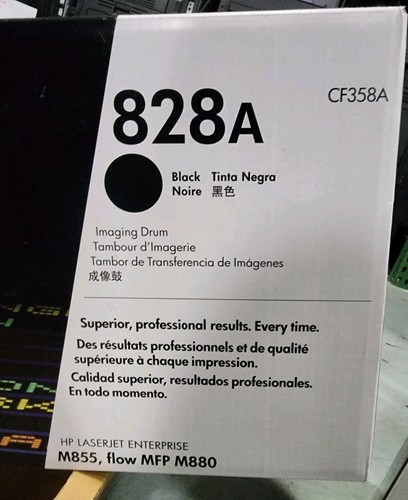 828A
CF358A
Black Tinta Negra
Noire 黑色
Imaging Drum
Tambour d'Imagerie
Tambor de Transferencia de Imágenes
成像鼓
Superior, professional results. Every time.
Des résultats professionnels et de qualité
supérieure à chaque impression.
Calidad superior, resultados profesionales.
En todo momento.
HP LASERJET ENTERPRISE
M855, flow MFP M880